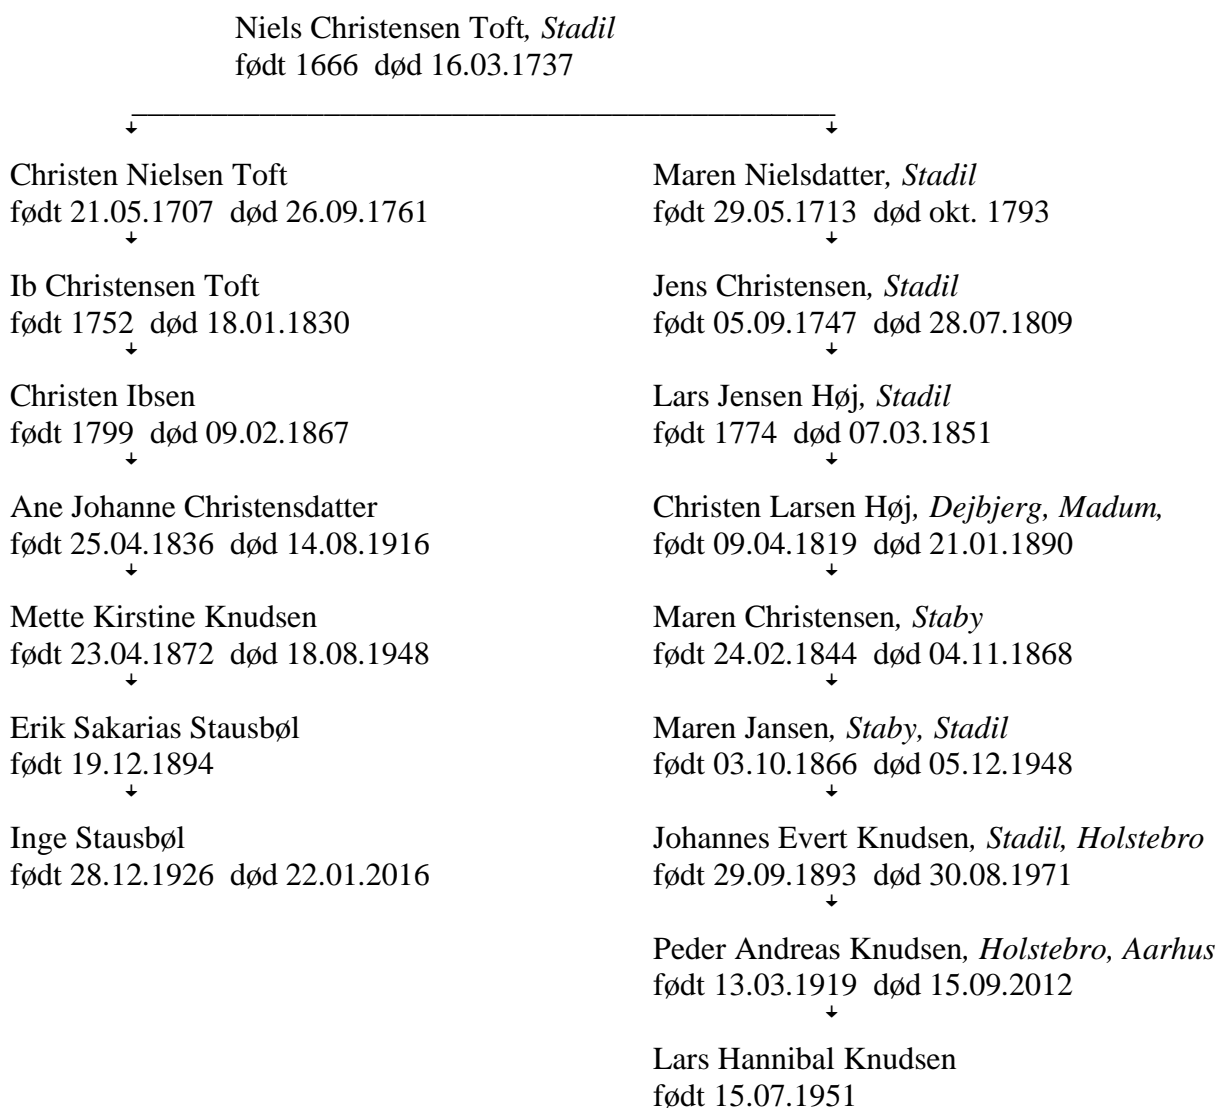 Niels Christensen Toft, Stadil
født 1666 død 16.03.1737
Christen Nielsen Toft
født 21.05.1707 død 26.09.1761
Ib Christensen Toft
født 1752 død 18.01.1830
Christen Ibsen
født 1799 død 09.02.1867
Ane Johanne Christensdatter
født 25.04.1836 død 14.08.1916
Mette Kirstine Knudsen
født 23.04.1872 død 18.08.1948
Erik Sakarias Stausbøl
født 19.12.1894
Inge Stausbøl
født 28.12.1926 død 22.01.2016
Maren Nielsdatter, Stadil
født 29.05.1713 død okt. 1793
Jens Christensen, Stadil
født 05.09.1747 død 28.07.1809
Lars Jensen Høj, Stadil
født 1774 død 07.03.1851
Christen Larsen Høj, Dejbjerg, Madum,
født 09.04.1819 død 21.01.1890
Maren Christensen, Staby
født 24.02.1844 død 04.11.1868
Maren Jansen, Staby, Stadil
født 03.10.1866 død 05.12.1948
Johannes Evert Knudsen, Stadil, Holstebro
født 29.09.1893 død 30.08.1971
Peder Andreas Knudsen, Holstebro, Aarhus
født 13.03.1919 død 15.09.2012
Lars Hannibal Knudsen
født 15.07.1951